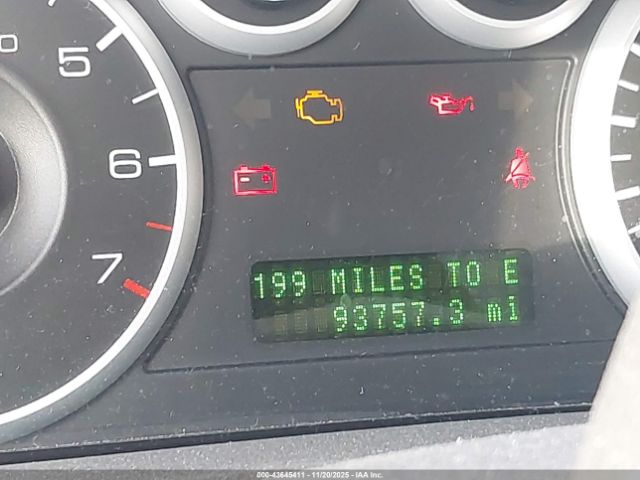 5
6
7
199 MILES TO E
93757.3 mi
000-43645411 - 11/20/2025 - IAA Inc.